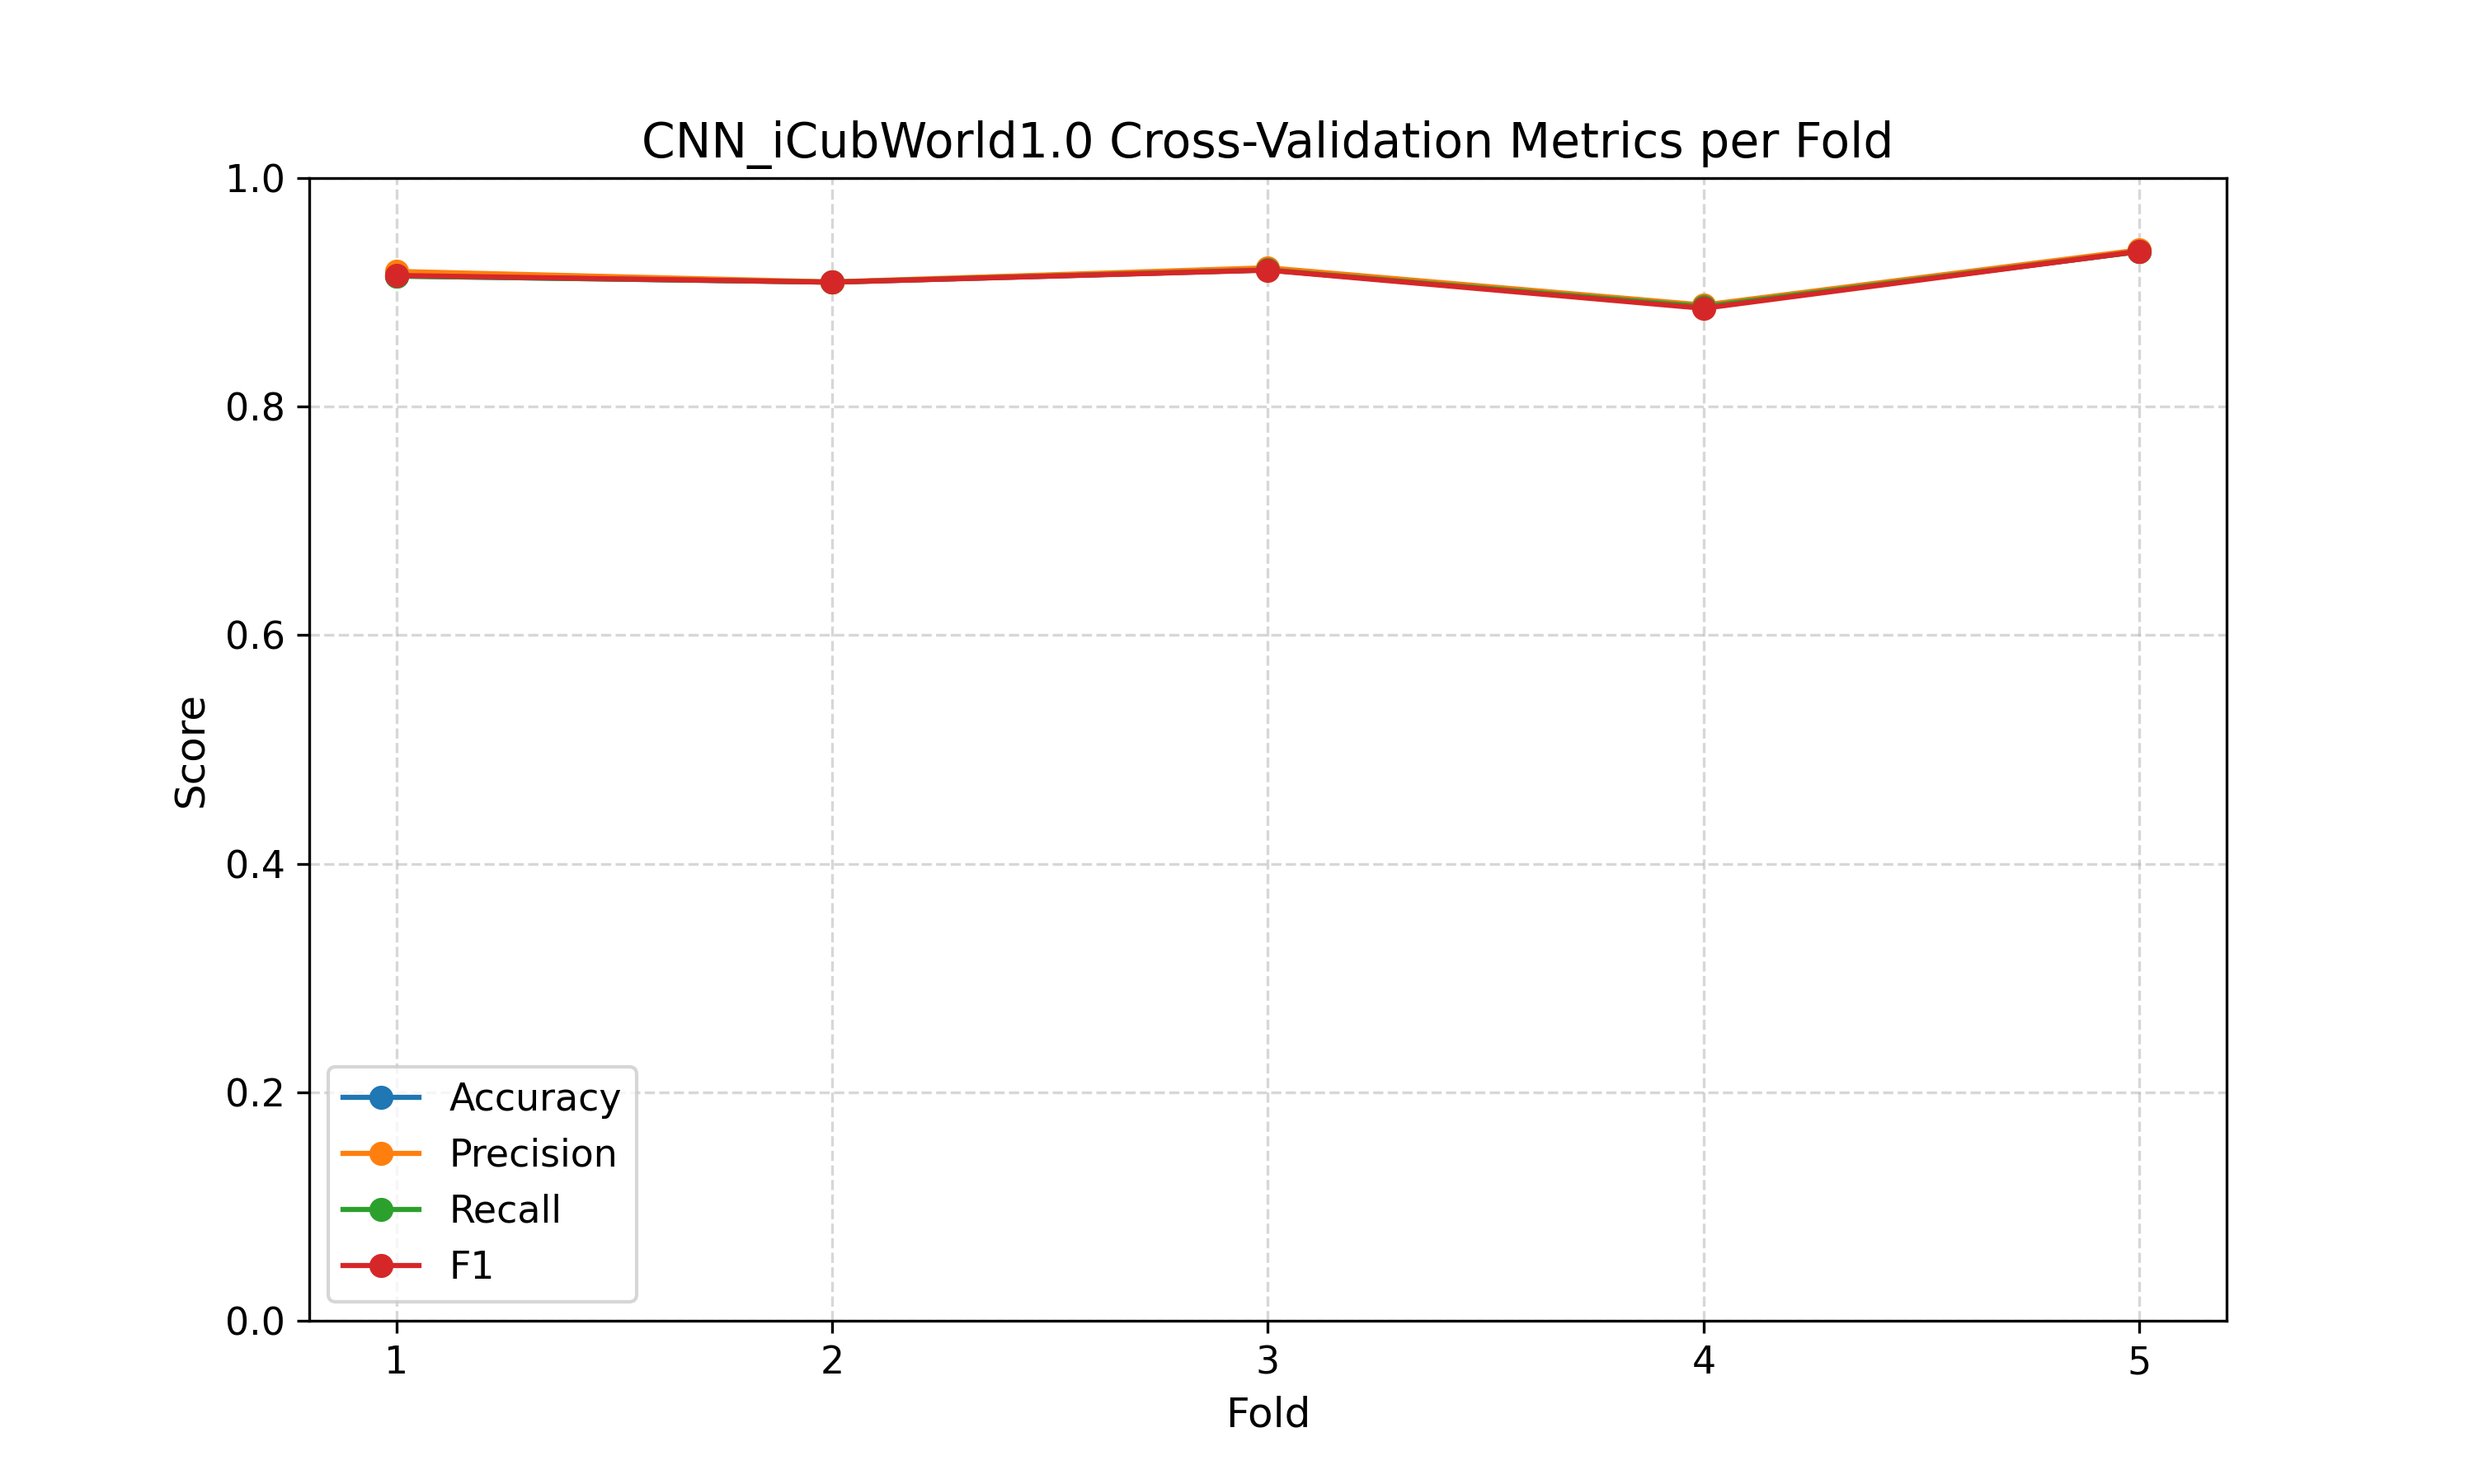 CNN_iCubWorld1.0 Cross-Validation Metrics per Fold
1.0
0.8
0.6
0.4
0.2
0.0
Score
Accuracy
Precision
Recall
F1
1 2 3 4 5
Fold